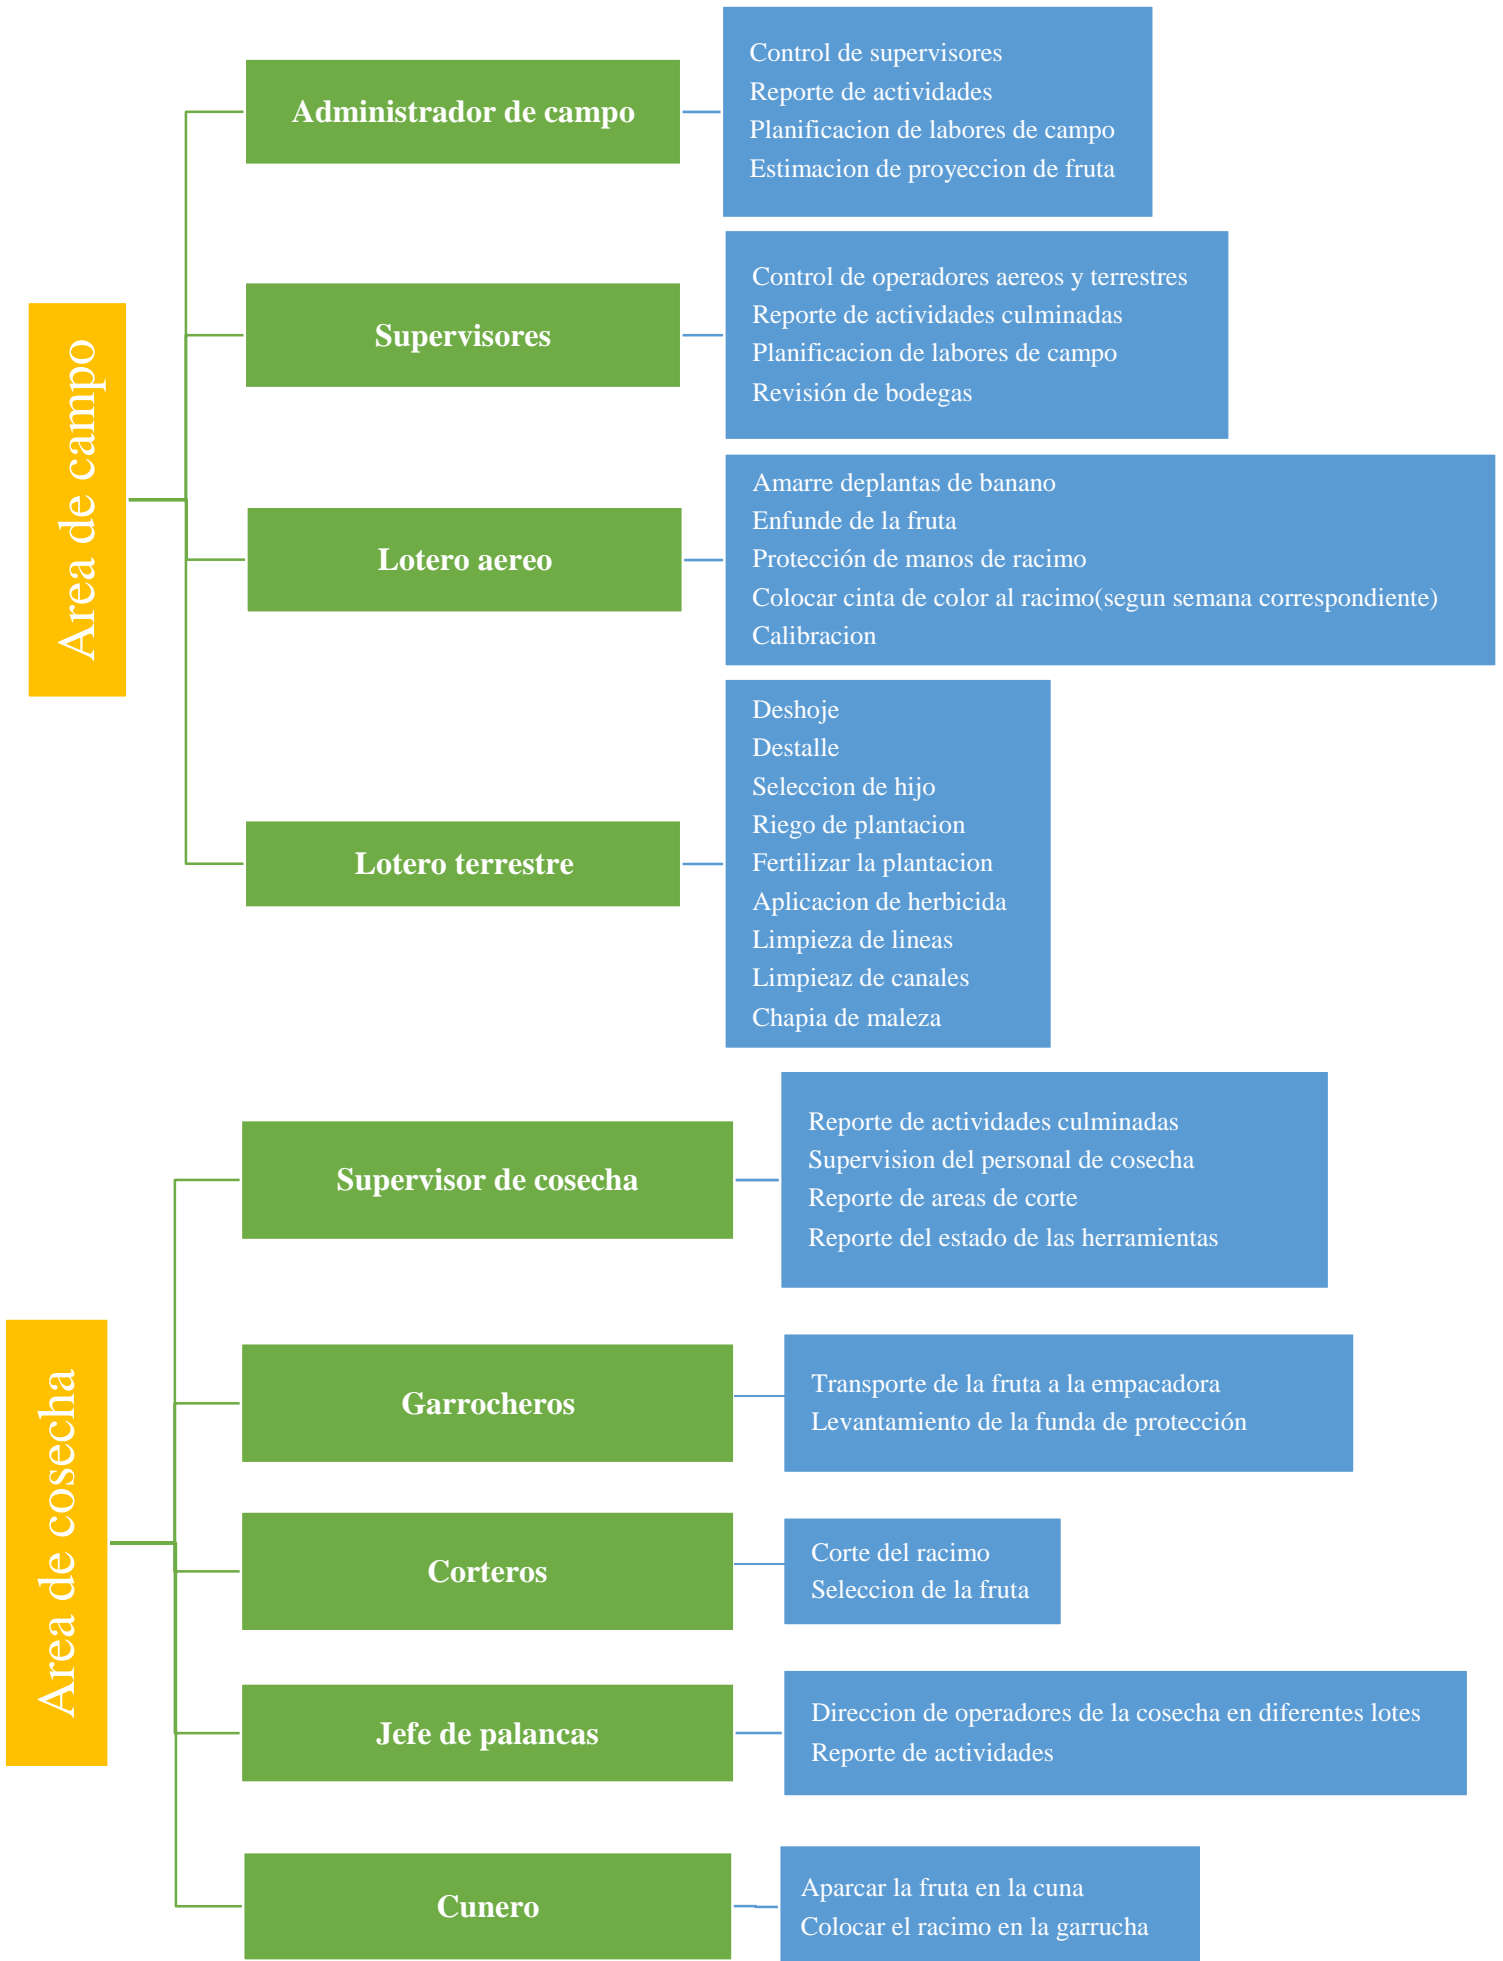 Area de campo
Administrador de campo
Control de supervisores
Reporte de actividades
Planificacion de labores de campo
Estimacion de proyeccion de fruta
Supervisores
Control de operadores aereos y terrestres
Reporte de actividades culminadas
Planificacion de labores de campo
Revisión de bodegas
Lotero aereo
Amarre deplantas de banano
Enfunde de la fruta
Protección de manos de racimo
Colocar cinta de color al racimo(segun semana correspondiente)
Calibracion
Lotero terrestre
Deshoje
Destalle
Seleccion de hijo
Riego de plantacion
Fertilizar la plantacion
Aplicacion de herbicida
Limpieza de lineas
Limpieaz de canales
Chapia de maleza
Area de cosecha
Supervisor de cosecha
Reporte de actividades culminadas
Supervision del personal de cosecha
Reporte de areas de corte
Reporte del estado de las herramientas
Garrocheros
Transporte de la fruta a la empacadora
Levantamiento de la funda de protección
Corteros
Corte del racimo
Seleccion de la fruta
Jefe de palancas
Direccion de operadores de la cosecha en diferentes lotes
Reporte de actividades
Cunero
Aparcar la fruta en la cuna
Colocar el racimo en la garrucha